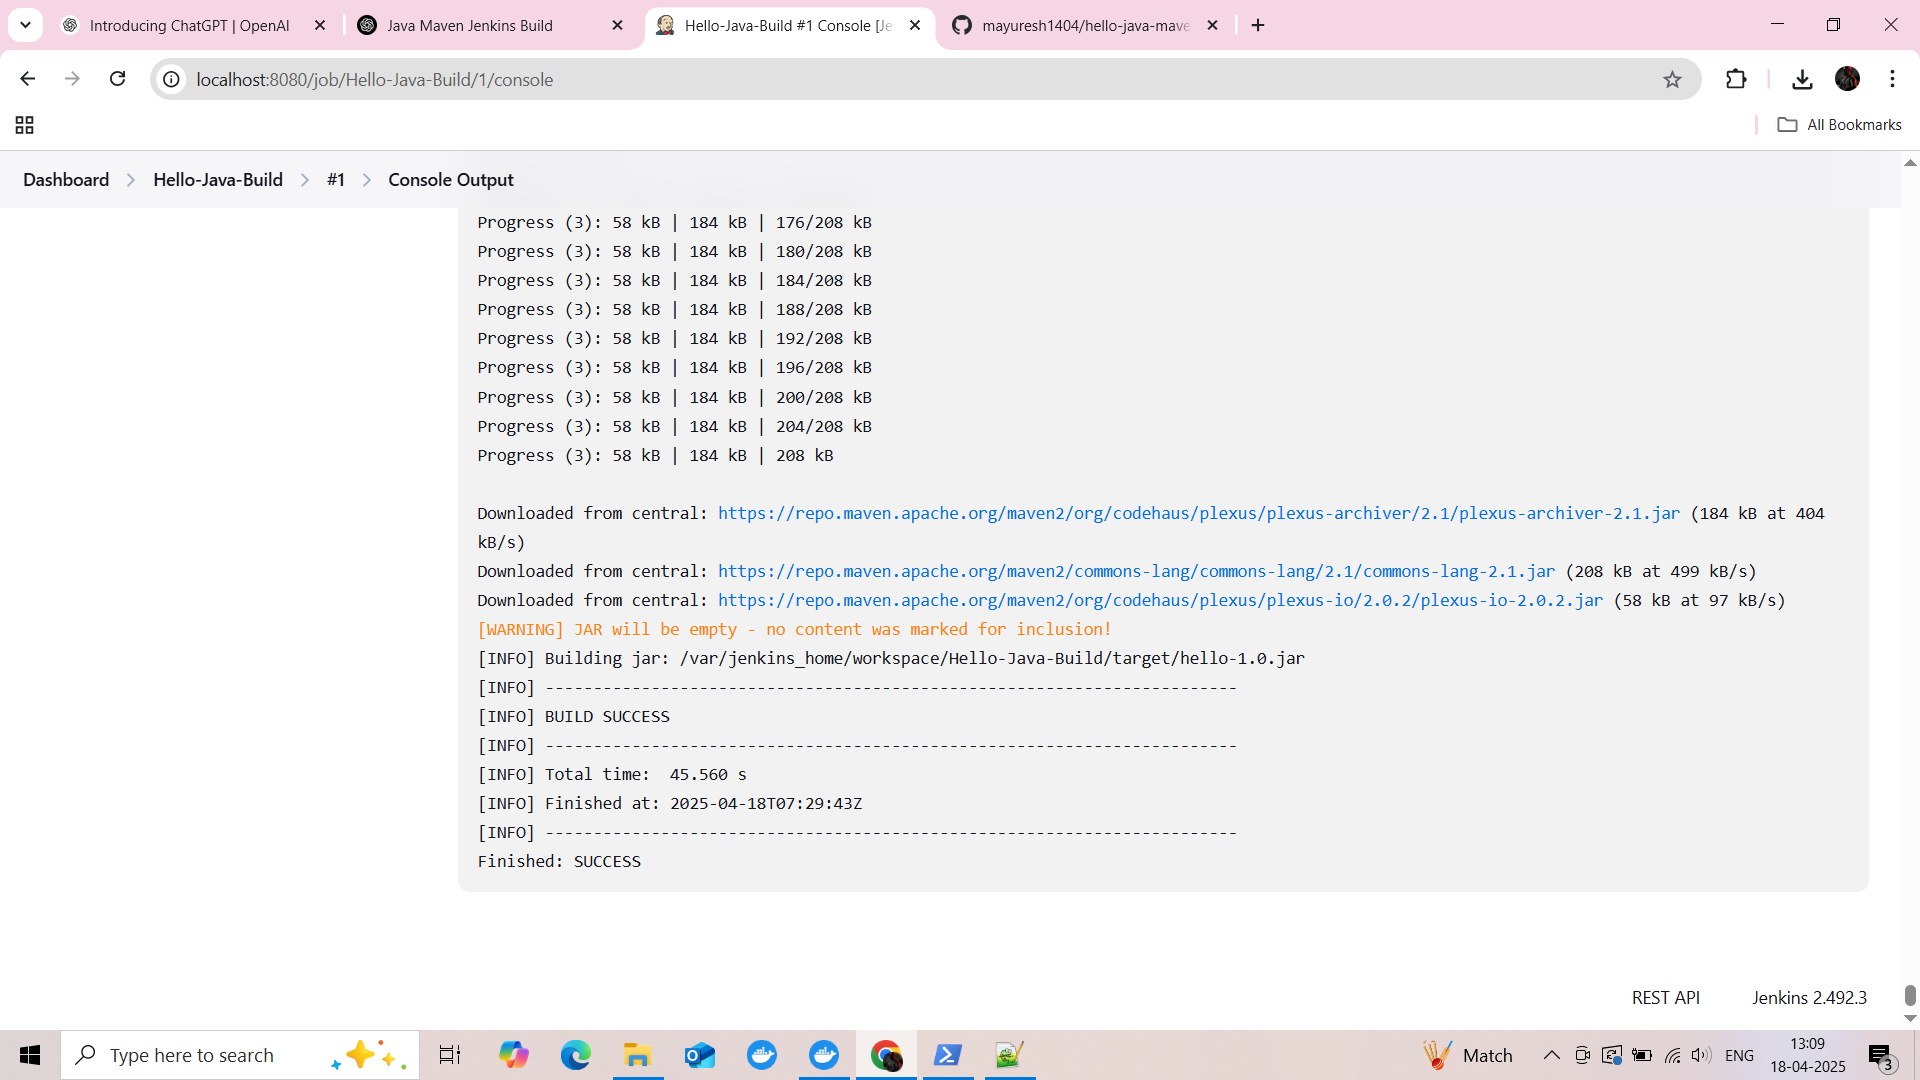 Introducing ChatGPT | OpenAI
Java Maven Jenkins Build
Hello-Java-Build #1 Console [Je
mayuresh1404/hello-java-mave
localhost:8080/job/Hello-Java-Build/1/console
All Bookmarks
Dashboard > Hello-Java-Build > #1 > Console Output
Progress (3): 58 kB | 184 kB | 176/208 kB
Progress (3): 58 kB | 184 kB | 180/208 kB
Progress (3): 58 kB | 184 kB | 184/208 kB
Progress (3): 58 kB | 184 kB | 188/208 kB
Progress (3): 58 kB | 184 kB | 192/208 kB
Progress (3): 58 kB | 184 kB | 196/208 kB
Progress (3): 58 kB | 184 kB | 200/208 kB
Progress (3): 58 kB | 184 kB | 204/208 kB
Progress (3): 58 kB | 184 kB | 208 kB
Downloaded from central: https://repo.maven.apache.org/maven2/org/codehaus/plexus/plexus-archiver/2.1/plexus-archiver-2.1.jar (184 kB at 404
kB/s)
Downloaded from central: https://repo.maven.apache.org/maven2/commons-lang/commons-lang/2.1/commons-lang-2.1.jar (208 kB at 499 kB/s)
Downloaded from central: https://repo.maven.apache.org/maven2/org/codehaus/plexus/plexus-io/2.0.2/plexus-io-2.0.2.jar (58 kB at 97 kB/s)
[WARNING] JAR will be empty - no content was marked for inclusion!
[INFO] Building jar: /var/jenkins_home/workspace/Hello-Java-Build/target/hello-1.0.jar
[INFO] ------------------------------------------------------------------------
[INFO] BUILD SUCCESS
[INFO] ------------------------------------------------------------------------
[INFO] Total time:  45.560 s
[INFO] Finished at: 2025-04-18T07:29:43Z
[INFO] ------------------------------------------------------------------------
Finished: SUCCESS
REST API
Jenkins 2.492.3
Type here to search
Match
ENG
13:09
18-04-2025
3